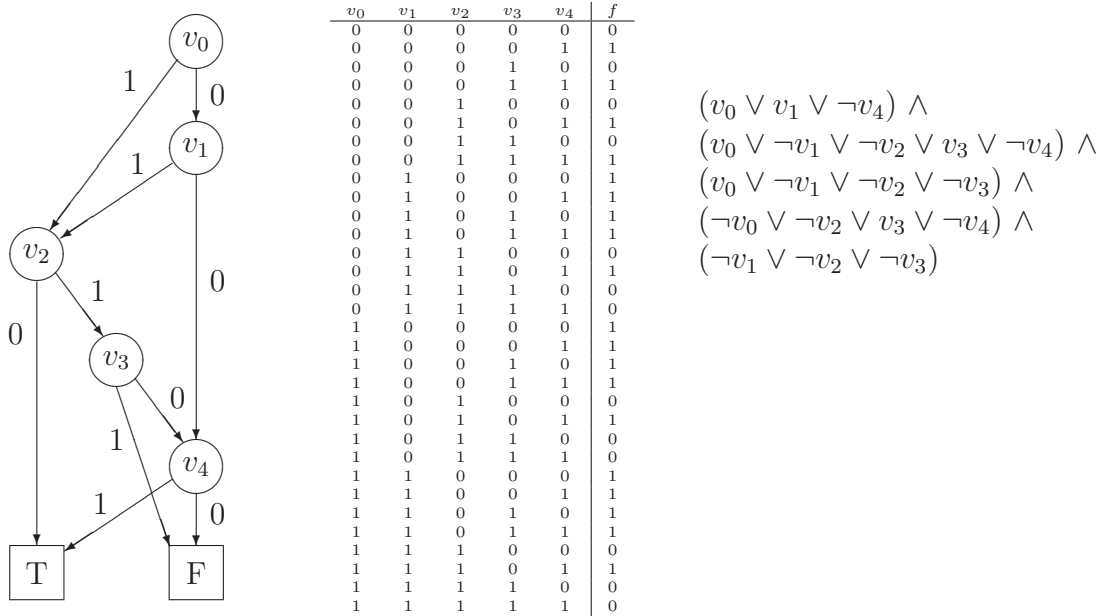 v₀
1
0
v₁
1
v₂
0
1
0
v₃
0
1
v₄
1
0
T
F
v₀ v₁ v₂ v₃ v₄ f
0 0 0 0 0 0
0 0 0 0 1 1
0 0 0 1 0 0
0 0 0 1 1 1
0 0 1 0 0 0
0 0 1 0 1 1
0 0 1 1 0 0
0 0 1 1 1 1
0 1 0 0 0 1
0 1 0 0 1 1
0 1 0 1 0 1
0 1 0 1 1 1
0 1 1 0 0 0
0 1 1 0 1 1
0 1 1 1 0 0
0 1 1 1 1 0
1 0 0 0 0 1
1 0 0 0 1 1
1 0 0 1 0 1
1 0 0 1 1 1
1 0 1 0 0 0
1 0 1 0 1 1
1 0 1 1 0 0
1 0 1 1 1 0
1 1 0 0 0 1
1 1 0 0 1 1
1 1 0 1 0 1
1 1 0 1 1 1
1 1 1 0 0 0
1 1 1 0 1 1
1 1 1 1 0 0
1 1 1 1 1 0
(v₀ ∨ v₁ ∨ ¬v₄) ∧
(v₀ ∨ ¬v₁ ∨ ¬v₂ ∨ v₃ ∨ ¬v₄) ∧
(v₀ ∨ ¬v₁ ∨ ¬v₂ ∨ ¬v₃) ∧
(¬v₀ ∨ ¬v₂ ∨ v₃ ∨ ¬v₄) ∧
(¬v₁ ∨ ¬v₂ ∨ ¬v₃)